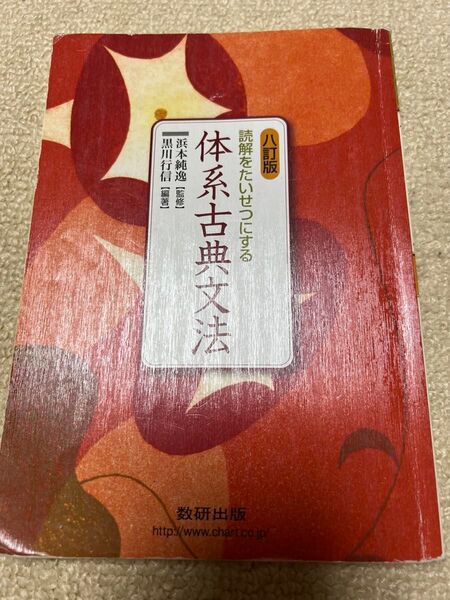 八訂版
読解をたいせつにする
体系古典文法
浜本純逸【監修】
黒川行信【編著】
数研出版
http://www.chart.co.jp/